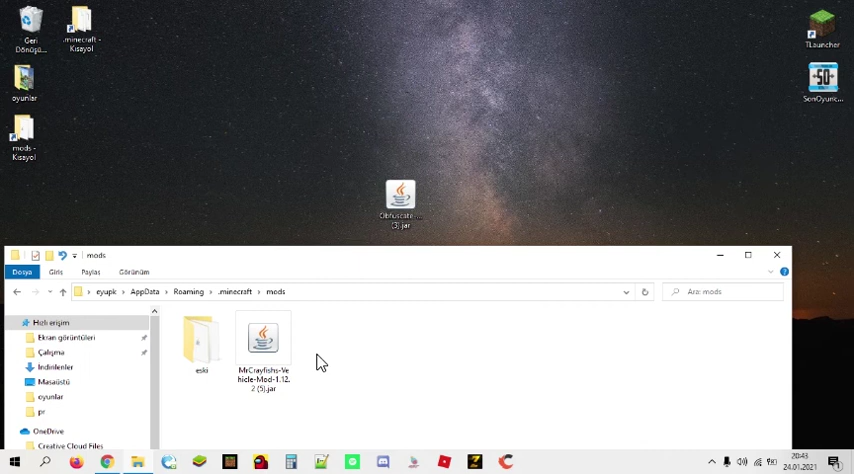 Geri
Dönüşü...
.minecraft -
Kısayol
oyunlar
mods -
Kısayol
TLauncher
SonOyuncu...
Obfuscate-...
(3).jar
mods
Dosya
Giriş
Paylaş
Görünüm
eyupk > AppData > Roaming > .minecraft > mods
Ara: mods
Hızlı erişim
Ekran görüntüleri
Çalışma
İndirilenler
Masaüstü
oyunlar
pr
OneDrive
Creative Cloud Files
eski
MrCrayfishs-Ve
hicle-Mod-1.12.
2 (5).jar
20:43
24.01.2021